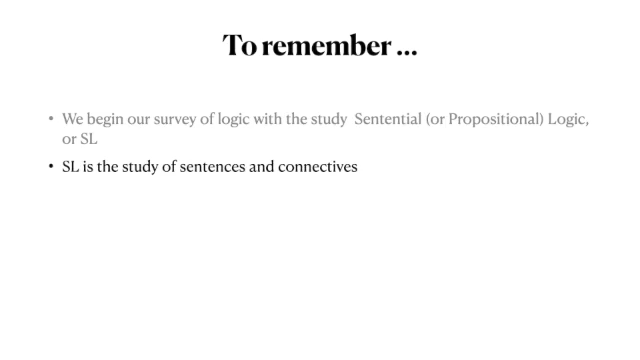 To remember ...
• We begin our survey of logic with the study  Sentential (or Propositional) Logic,
or SL
• SL is the study of sentences and connectives